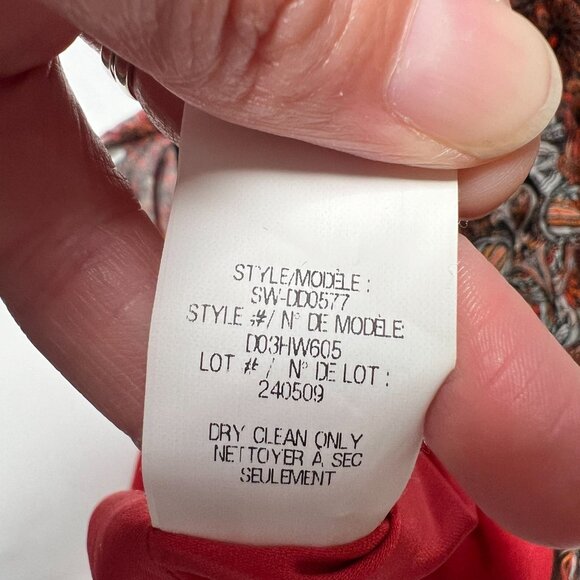 STYLE/MODÈLE :
SW-DD0577
STYLE #/ N° DE MODÈLE:
D03HW605
LOT # / N° DE LOT :
240509
DRY CLEAN ONLY
NETTOYER À SEC
SEULEMENT